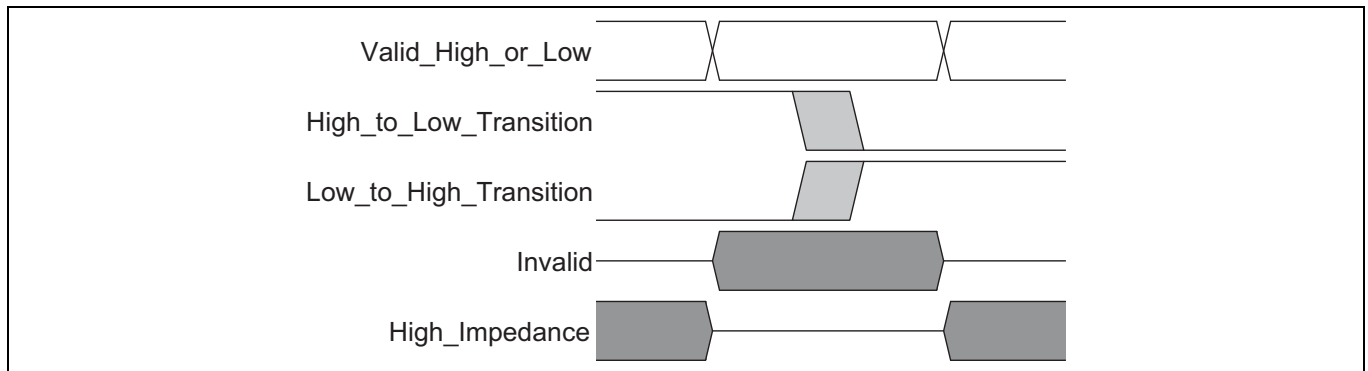 Valid_High_or_Low
High_to_Low_Transition
Low_to_High_Transition
Invalid
High_Impedance